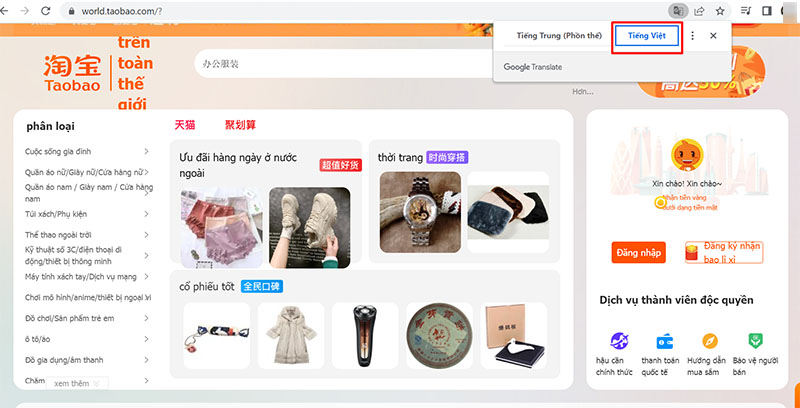 world.taobao.com/?
Tiếng Trung (Phồn thể)
Tiếng Việt
Google Translate
淘宝
Taobao
trên
toàn
thế
giới
办公服装
Hơn...
phân loại
Cuộc sống gia đình
Quần áo nữ/Giày nữ/Cửa hàng nữ
Quần áo nam / Giày nam / Cửa hàng
nam
Túi xách/Phụ kiện
Thể thao ngoài trời
Kỹ thuật số 3C/điện thoại di
động/thiết bị thông minh
Máy tính xách tay/Dịch vụ mạng
Chơi mô hình/anime/thiết bị ngoại vi
Đồ chơi/Sản phẩm trẻ em
ô tô/áo
Đồ gia dụng/âm thanh
Chăm
xem thêm
天猫
聚划算
Ưu đãi hàng ngày ở nước
ngoài
超值好货
thời trang
时尚穿搭
cổ phiếu tốt
全民口碑
Xin chào! Xin chào~
Nhận tiền vàng
dưới dạng tiền mặt
Đăng nhập
Đăng ký nhận
bao lì xì
Dịch vụ thành viên độc quyền
hậu cần
chính thức
thanh toán
quốc tế
Hướng dẫn
mua sắm
Bảo vệ người
bán